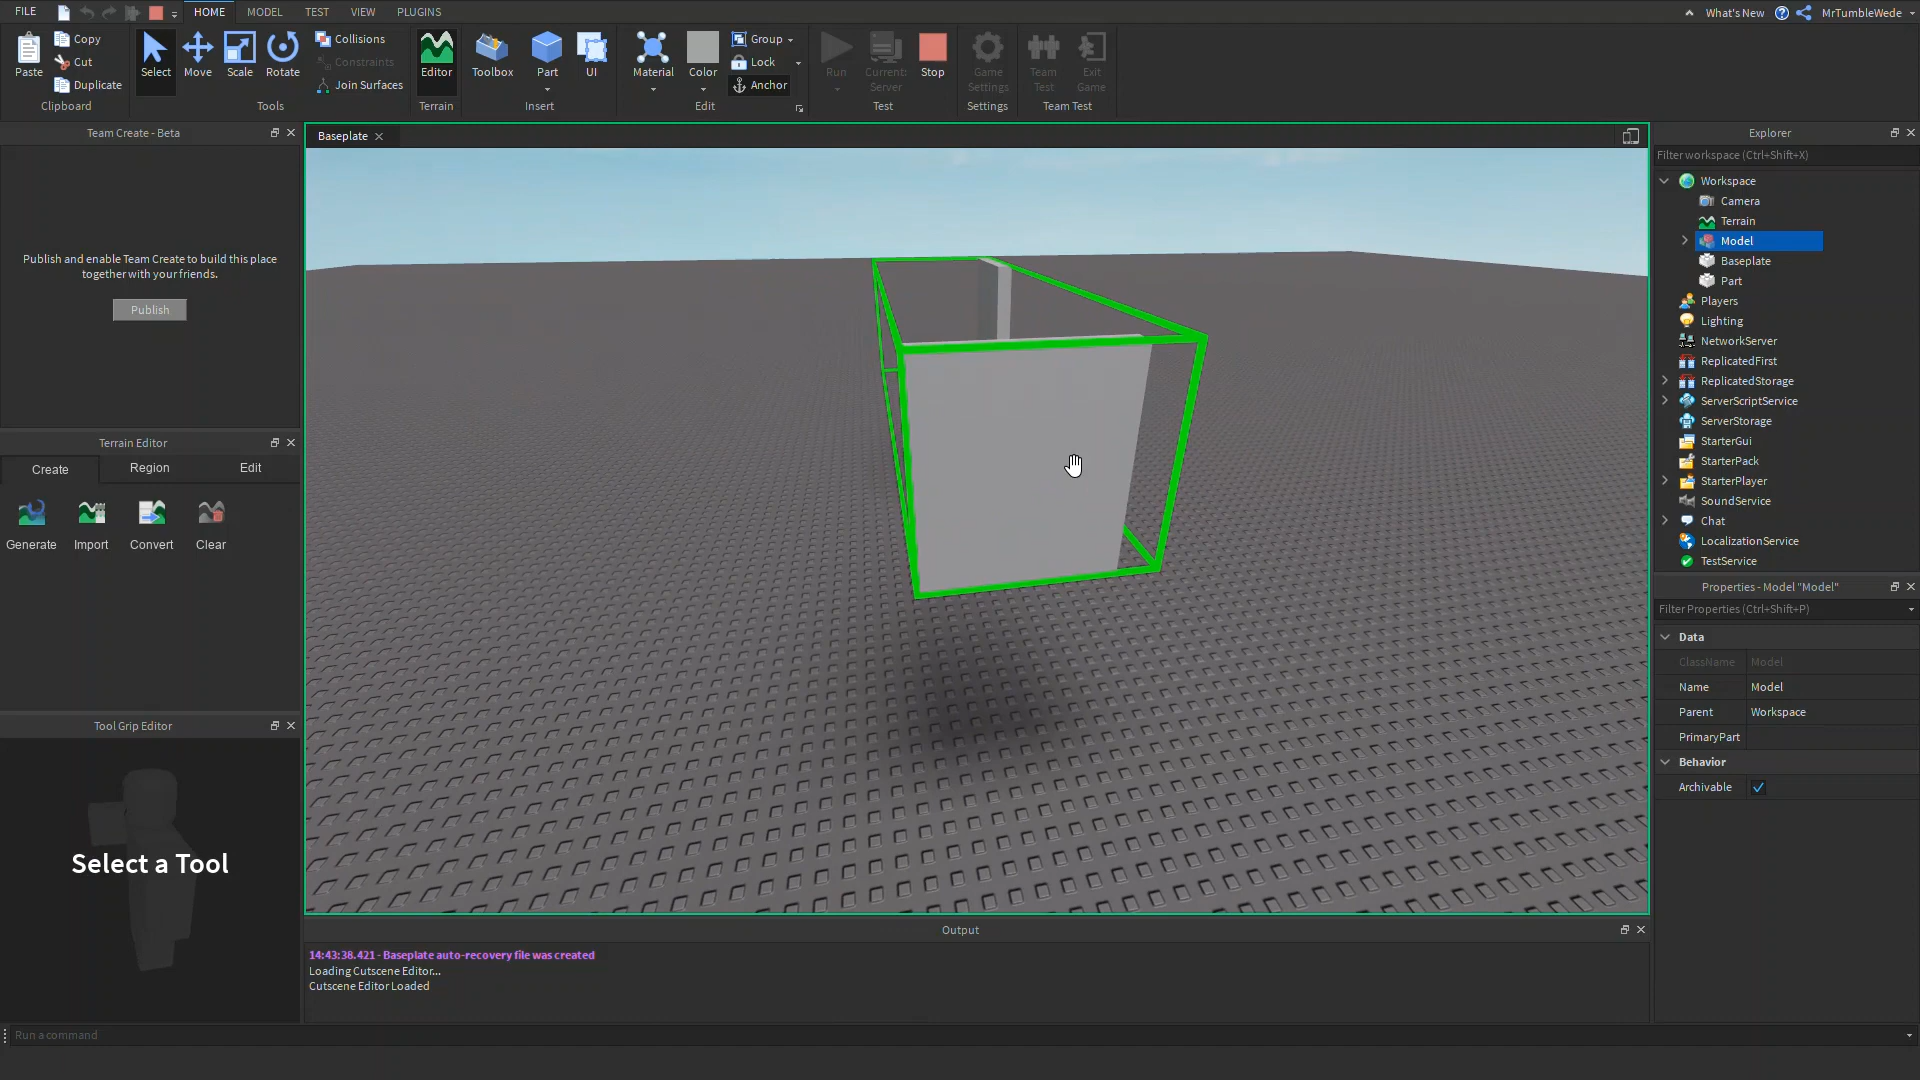 FILE
HOME
MODEL
TEST
VIEW
PLUGINS
What's New
MrTumbleWede
Paste
Copy
Cut
Duplicate
Clipboard
Select
Move
Scale
Rotate
Collisions
Constraints
Join Surfaces
Tools
Editor
Terrain
Toolbox
Part
UI
Insert
Material
Color
Group
Lock
Anchor
Edit
Run
Current:
Server
Stop
Test
Game
Settings
Settings
Team
Test
Exit
Game
Team Test
Team Create - Beta
Publish and enable Team Create to build this place
together with your friends.
Publish
Terrain Editor
Create
Region
Edit
Generate
Import
Convert
Clear
Tool Grip Editor
Select a Tool
Baseplate
Output
14:43:38.421 - Baseplate auto-recovery file was created
Loading Cutscene Editor...
Cutscene Editor Loaded
Run a command
Explorer
Filter workspace (Ctrl+Shift+X)
Workspace
Camera
Terrain
Model
Baseplate
Part
Players
Lighting
NetworkServer
ReplicatedFirst
ReplicatedStorage
ServerScriptService
ServerStorage
StarterGui
StarterPack
StarterPlayer
SoundService
Chat
LocalizationService
TestService
Properties - Model "Model"
Filter Properties (Ctrl+Shift+P)
Data
ClassName Model
Name Model
Parent Workspace
PrimaryPart
Behavior
Archivable